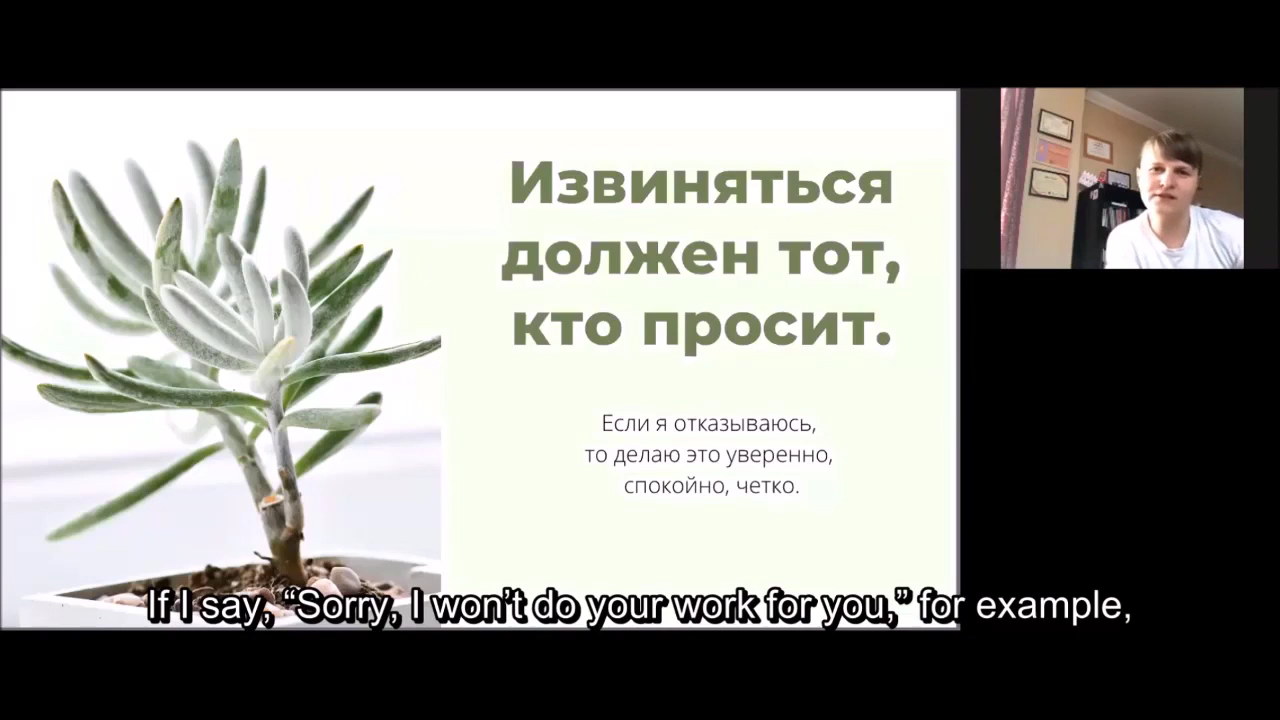 Извиняться
должен тот,
кто просит.
Если я отказываюсь,
то делаю это уверенно,
спокойно, четко.
If I say, “Sorry, I won’t do your work for you,” for example,